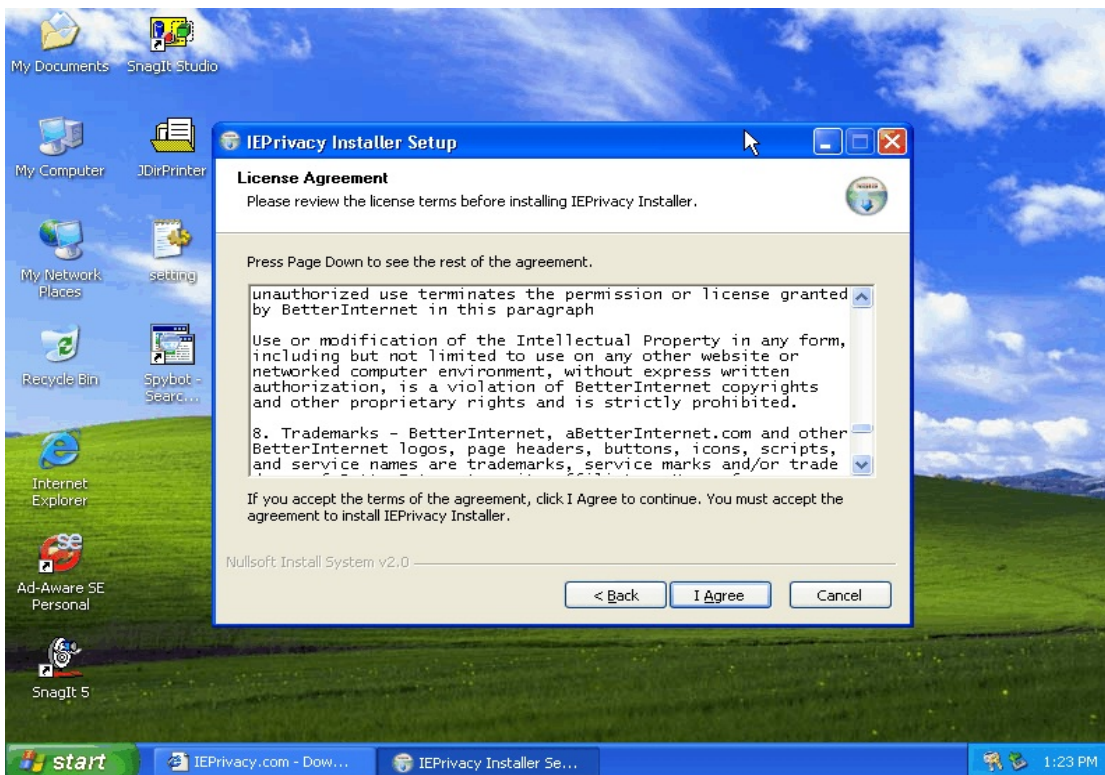 My Documents
SnagIt Studio
My Computer
JDirPrinter
My Network
Places
setting
Recycle Bin
Spybot -
Searc...
Internet
Explorer
Ad-Aware SE
Personal
SnagIt 5
IEPrivacy Installer Setup
License Agreement
Please review the license terms before installing IEPrivacy Installer.
Press Page Down to see the rest of the agreement.
unauthorized use terminates the permission or license granted
by BetterInternet in this paragraph
Use or modification of the Intellectual Property in any form,
including but not limited to use on any other website or
networked computer environment, without express written
authorization, is a violation of BetterInternet copyrights
and other proprietary rights and is strictly prohibited.
8. Trademarks - BetterInternet, aBetterInternet.com and other
BetterInternet logos, page headers, buttons, icons, scripts,
and service names are trademarks, service marks and/or trade
If you accept the terms of the agreement, click I Agree to continue. You must accept the
agreement to install IEPrivacy Installer.
Nullsoft Install System v2.0
< Back
I Agree
Cancel
start
IEPrivacy.com - Dow...
IEPrivacy Installer Se...
1:23 PM